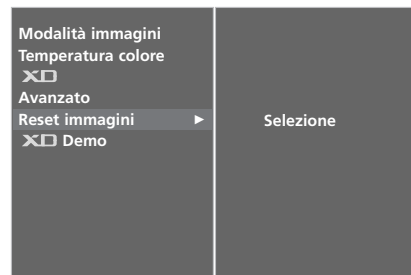 Modalità immagini
Temperatura colore
XD
Avanzato
Reset immagini ►
XD Demo
Selezione